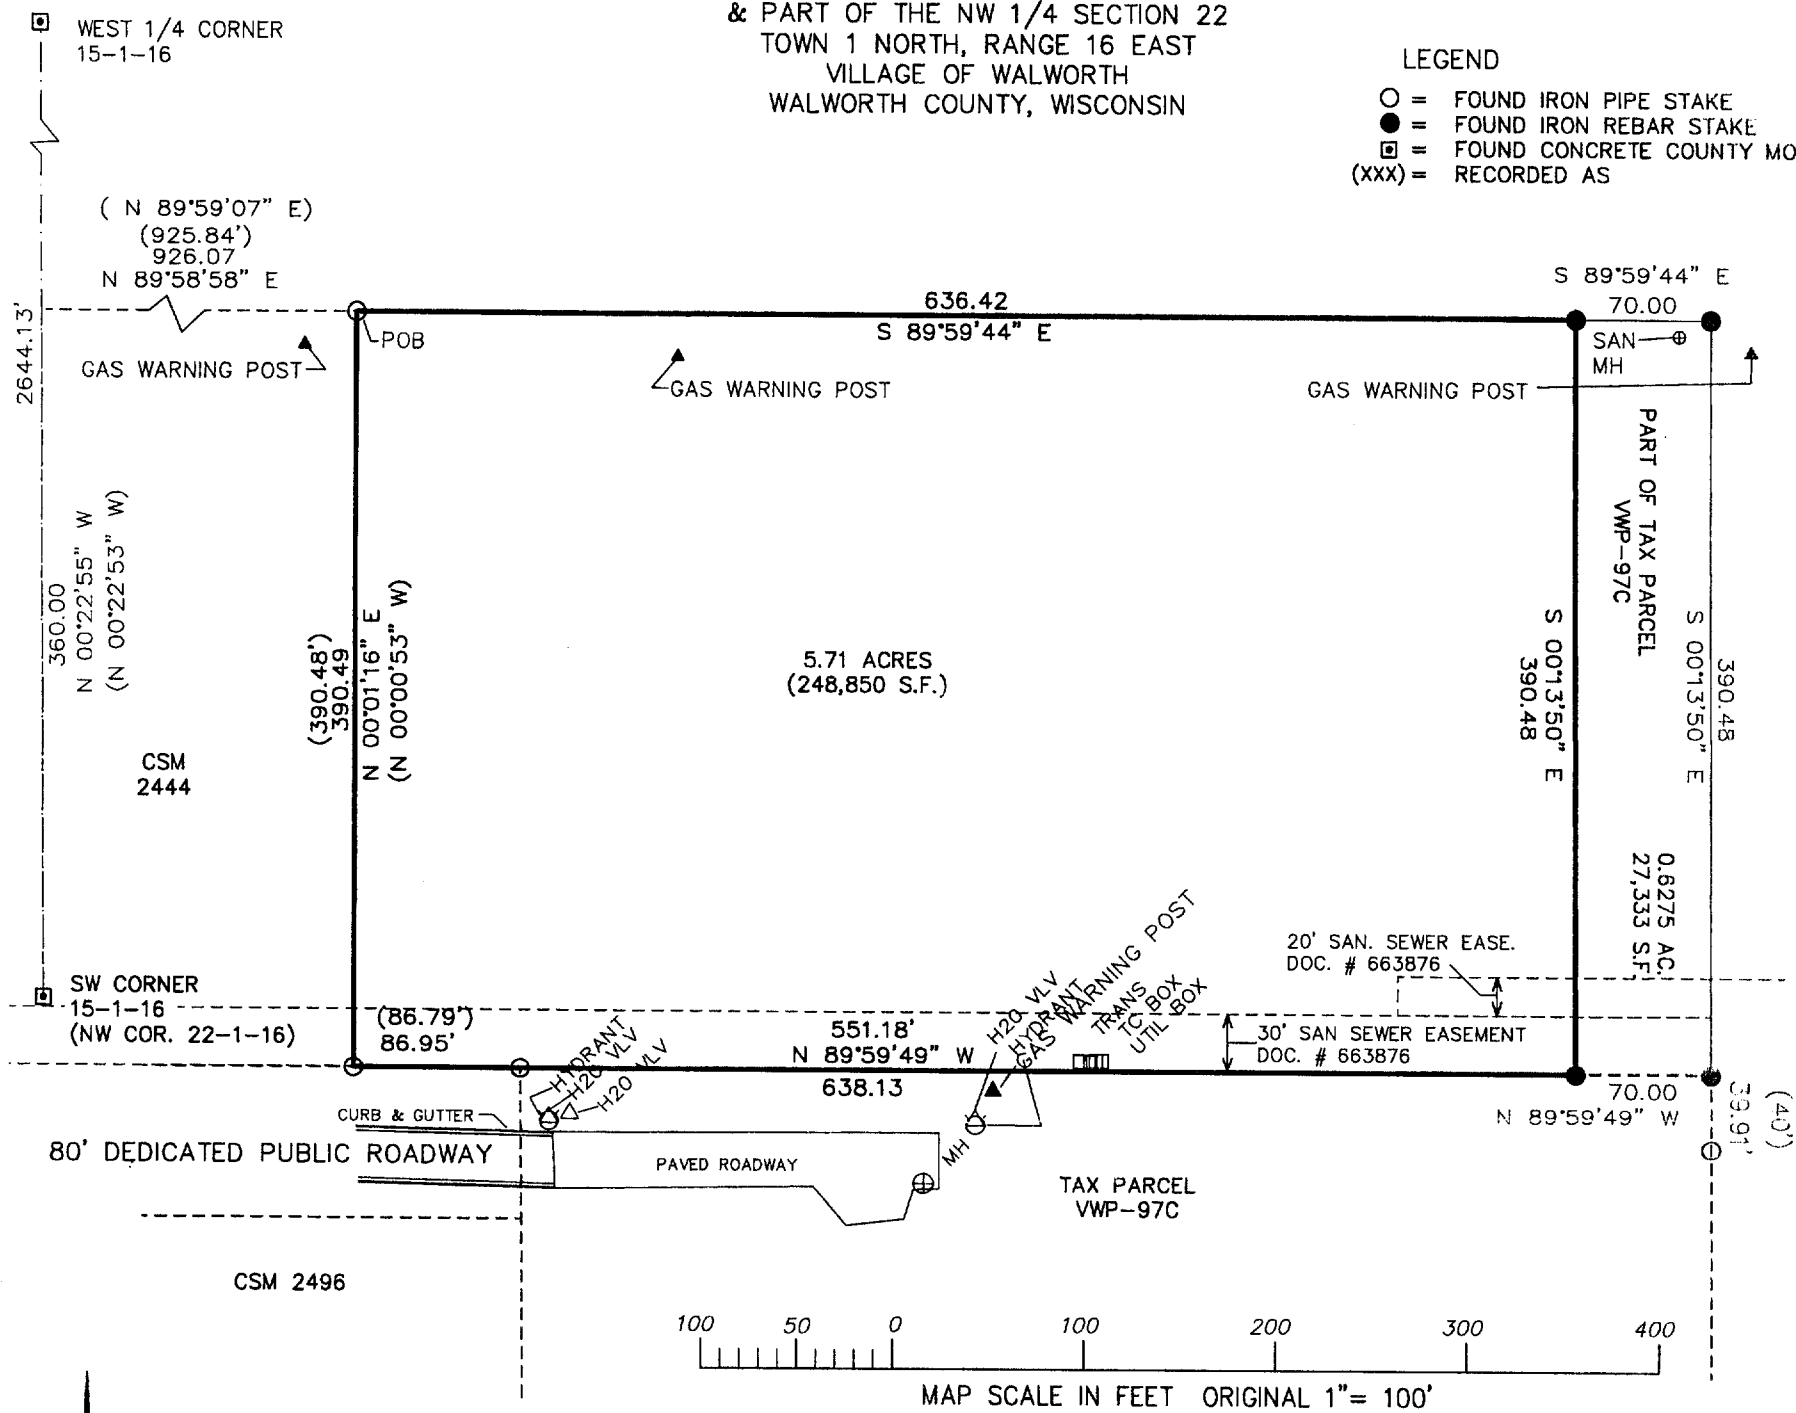 & PART OF THE NW 1/4 SECTION 22
TOWN 1 NORTH, RANGE 16 EAST
VILLAGE OF WALWORTH
WALWORTH COUNTY, WISCONSIN
WEST 1/4 CORNER
15-1-16
LEGEND
= FOUND IRON PIPE STAKE
= FOUND IRON REBAR STAKE
= FOUND CONCRETE COUNTY MO
(XXX) = RECORDED AS
( N 89°59'07" E)
(925.84')
926.07
N 89°58'58" E
2644.13'
636.42
S 89°59'44" E
S 89°59'44" E
70.00
POB
SAN
MH
GAS WARNING POST
GAS WARNING POST
GAS WARNING POST
PART OF TAX PARCEL
VWP-97C
360.00
N 00°22'55" W
(N 00°22'53" W)
(390.48')
390.49
N 00°01'16" E
(N 00°00'53" W)
5.71 ACRES
(248,850 S.F.)
S 00°13'50" E
390.48
390.48
S 00°13'50" E
CSM
2444
0.6275 AC.
27,333 S.F.
20' SAN. SEWER EASE.
DOC. # 663876
SW CORNER
15-1-16
(NW COR. 22-1-16)
(86.79')
86.95'
551.18'
N 89°59'49" W
638.13
H20 VLV
HYDRANT
GAS WARNING POST
TRANS
TC BOX
UTIL BOX
30' SAN SEWER EASEMENT
DOC. # 663876
HYDRANT
H20 VLV
H20 VLV
70.00
N 89°59'49" W
39.91'
(40')
CURB & GUTTER
80' DEDICATED PUBLIC ROADWAY
PAVED ROADWAY
MH
TAX PARCEL
VWP-97C
CSM 2496
100 50 0 100 200 300 400
MAP SCALE IN FEET ORIGINAL 1"= 100'